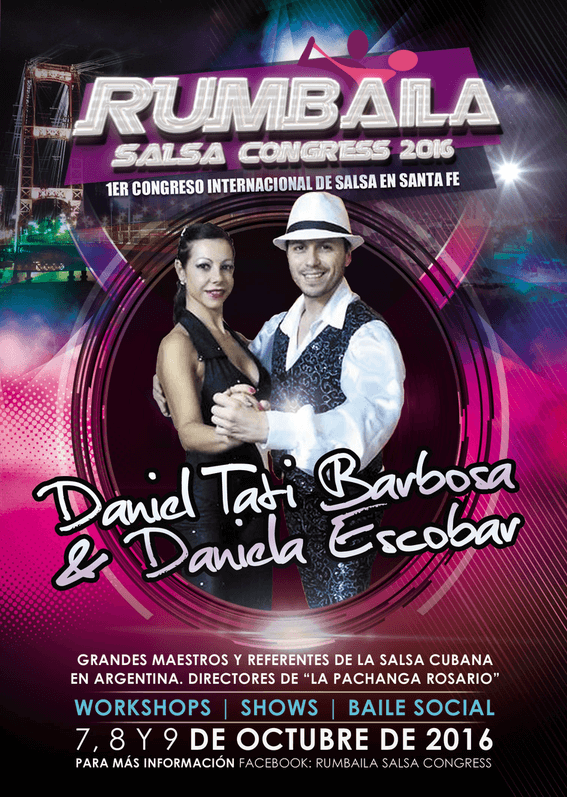 RUMBAILA
SALSA CONGRESS 2016
1ER CONGRESO INTERNACIONAL DE SALSA EN SANTA FE
Daniel Tati Barbosa
& Daniela Escobar
GRANDES MAESTROS Y REFERENTES DE LA SALSA CUBANA
EN ARGENTINA. DIRECTORES DE “LA PACHANGA ROSARIO”
WORKSHOPS | SHOWS | BAILE SOCIAL
7, 8 Y 9 DE OCTUBRE DE 2016
PARA MÁS INFORMACIÓN FACEBOOK: RUMBAILA SALSA CONGRESS